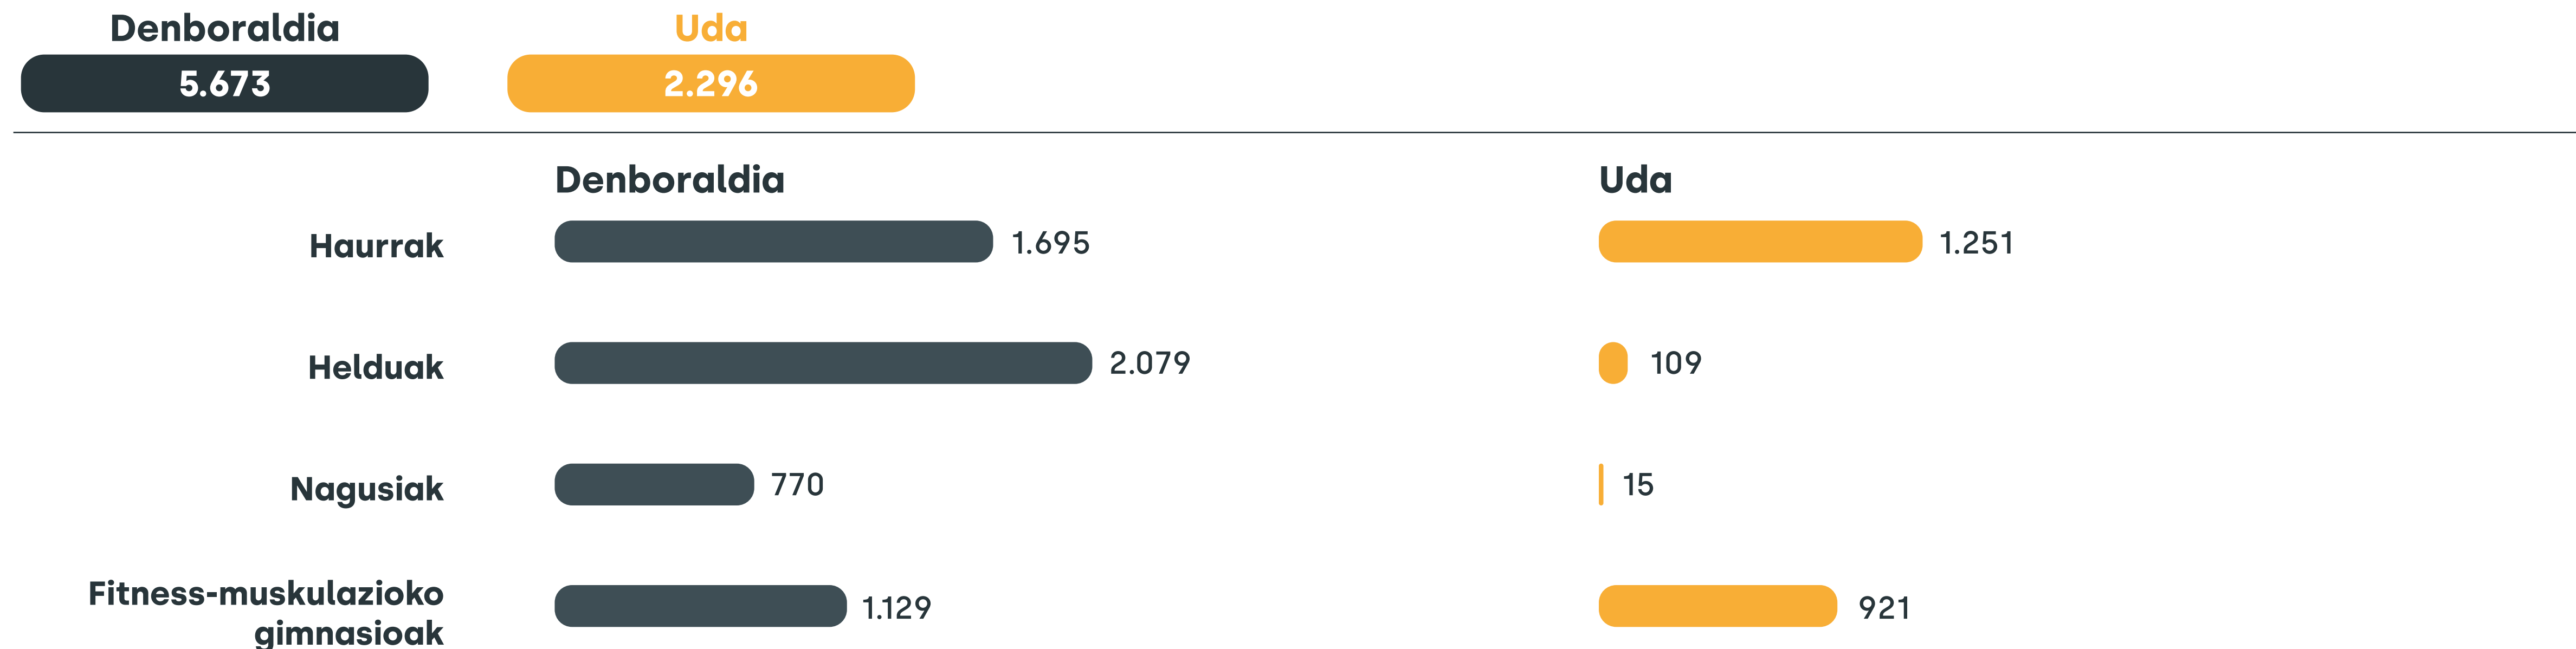 Denboraldia Uda
5.673 2.296
Denboraldia Uda
Haurrak 1.695 1.251
Helduak 2.079 109
Nagusiak 770 15
Fitness-muskulazioko
gimnasioak 1.129 921